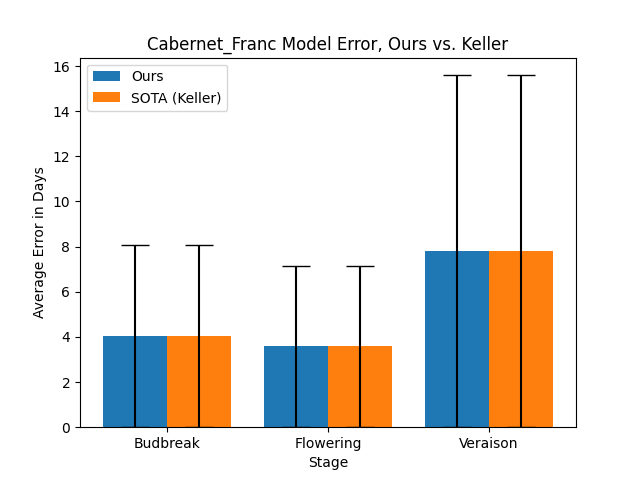 Cabernet_Franc Model Error, Ours vs. Keller
Ours
SOTA (Keller)
Average Error in Days
16
14
12
10
8
6
4
2
0
Budbreak
Flowering
Veraison
Stage